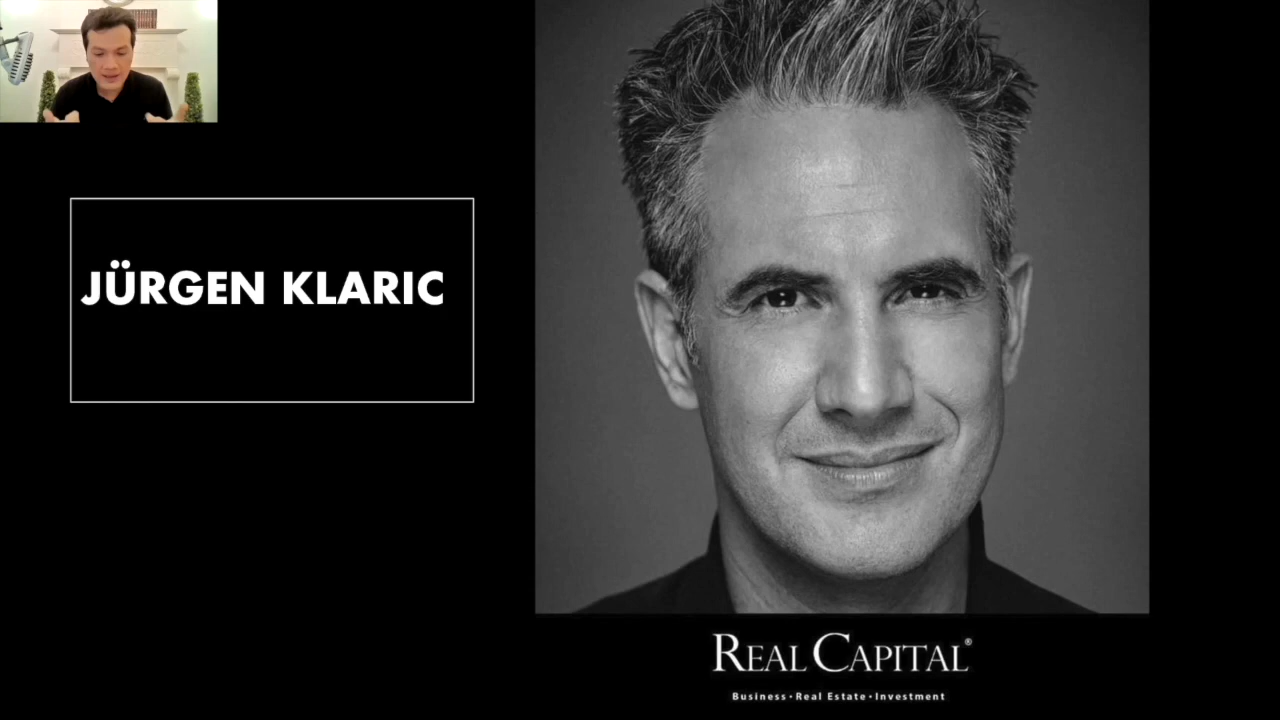 JÜRGEN KLARIC
REAL CAPITAL®
Business • Real Estate • Investment